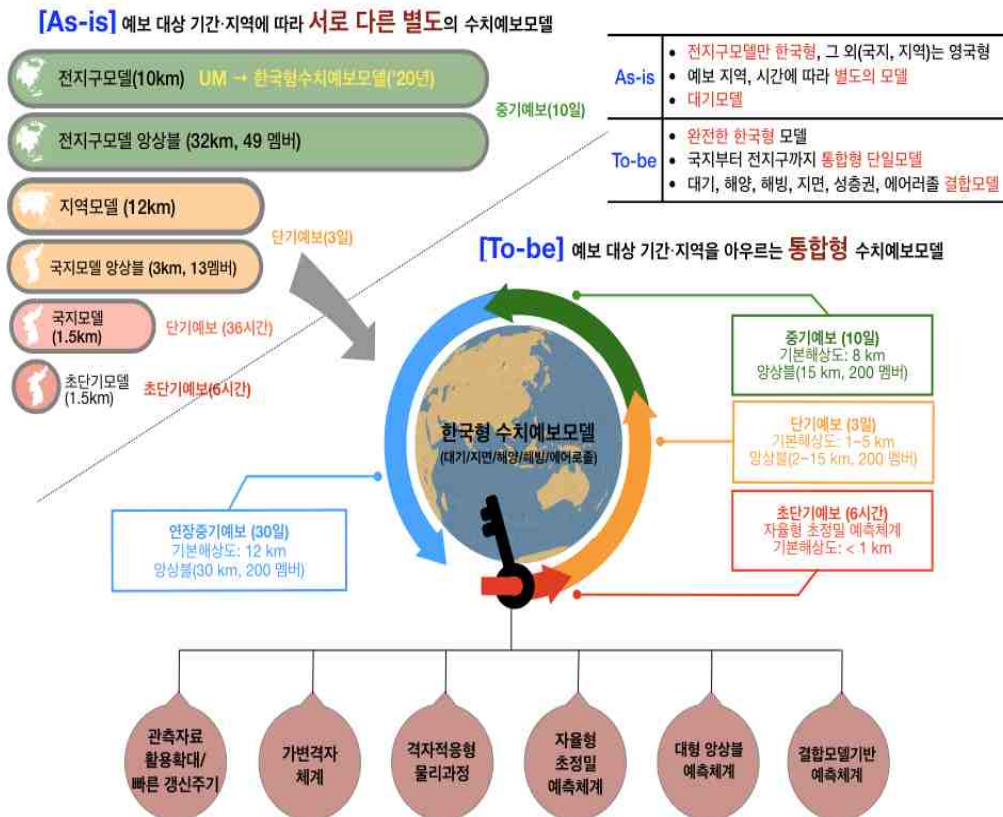 [As-is] 예보 대상 기간·지역에 따라 서로 다른 별도의 수치예보모델
전지구모델(10km) UM → 한국형수치예보모델('20년)
중기예보(10일)
전지구모델 앙상블 (32km, 49 멤버)
지역모델 (12km)
단기예보(3일)
국지모델 앙상블 (3km, 13멤버)
국지모델
(1.5km)
단기예보 (36시간)
초단기모델
(1.5km)
초단기예보(6시간)
As-is
• 전지구모델만 한국형, 그 외(국지, 지역)는 영국형
• 예보 지역, 시간에 따라 별도의 모델
• 대기모델
To-be
• 완전한 한국형 모델
• 국지부터 전지구까지 통합형 단일모델
• 대기, 해양, 해빙, 지면, 성층권, 에어러졸 결합모델
[To-be] 예보 대상 기간·지역을 아우르는 통합형 수치예보모델
중기예보 (10일)
기본해상도: 8 km
앙상블(15 km, 200 멤버)
단기예보 (3일)
기본해상도: 1~5 km
앙상블(2~15 km, 200 멤버)
초단기예보 (6시간)
자율형 초정밀 예측체계
기본해상도: < 1 km
한국형 수치예보모델
(대기/지면/해양/해빙/에어로졸)
연장중기예보 (30일)
기본해상도: 12 km
앙상블(30 km, 200 멤버)
관측자료
활용확대/
빠른 갱신주기
가변격자
체계
격자적응형
물리과정
자율형
초정밀
예측체계
대형 앙상블
예측체계
결합모델기반
예측체계